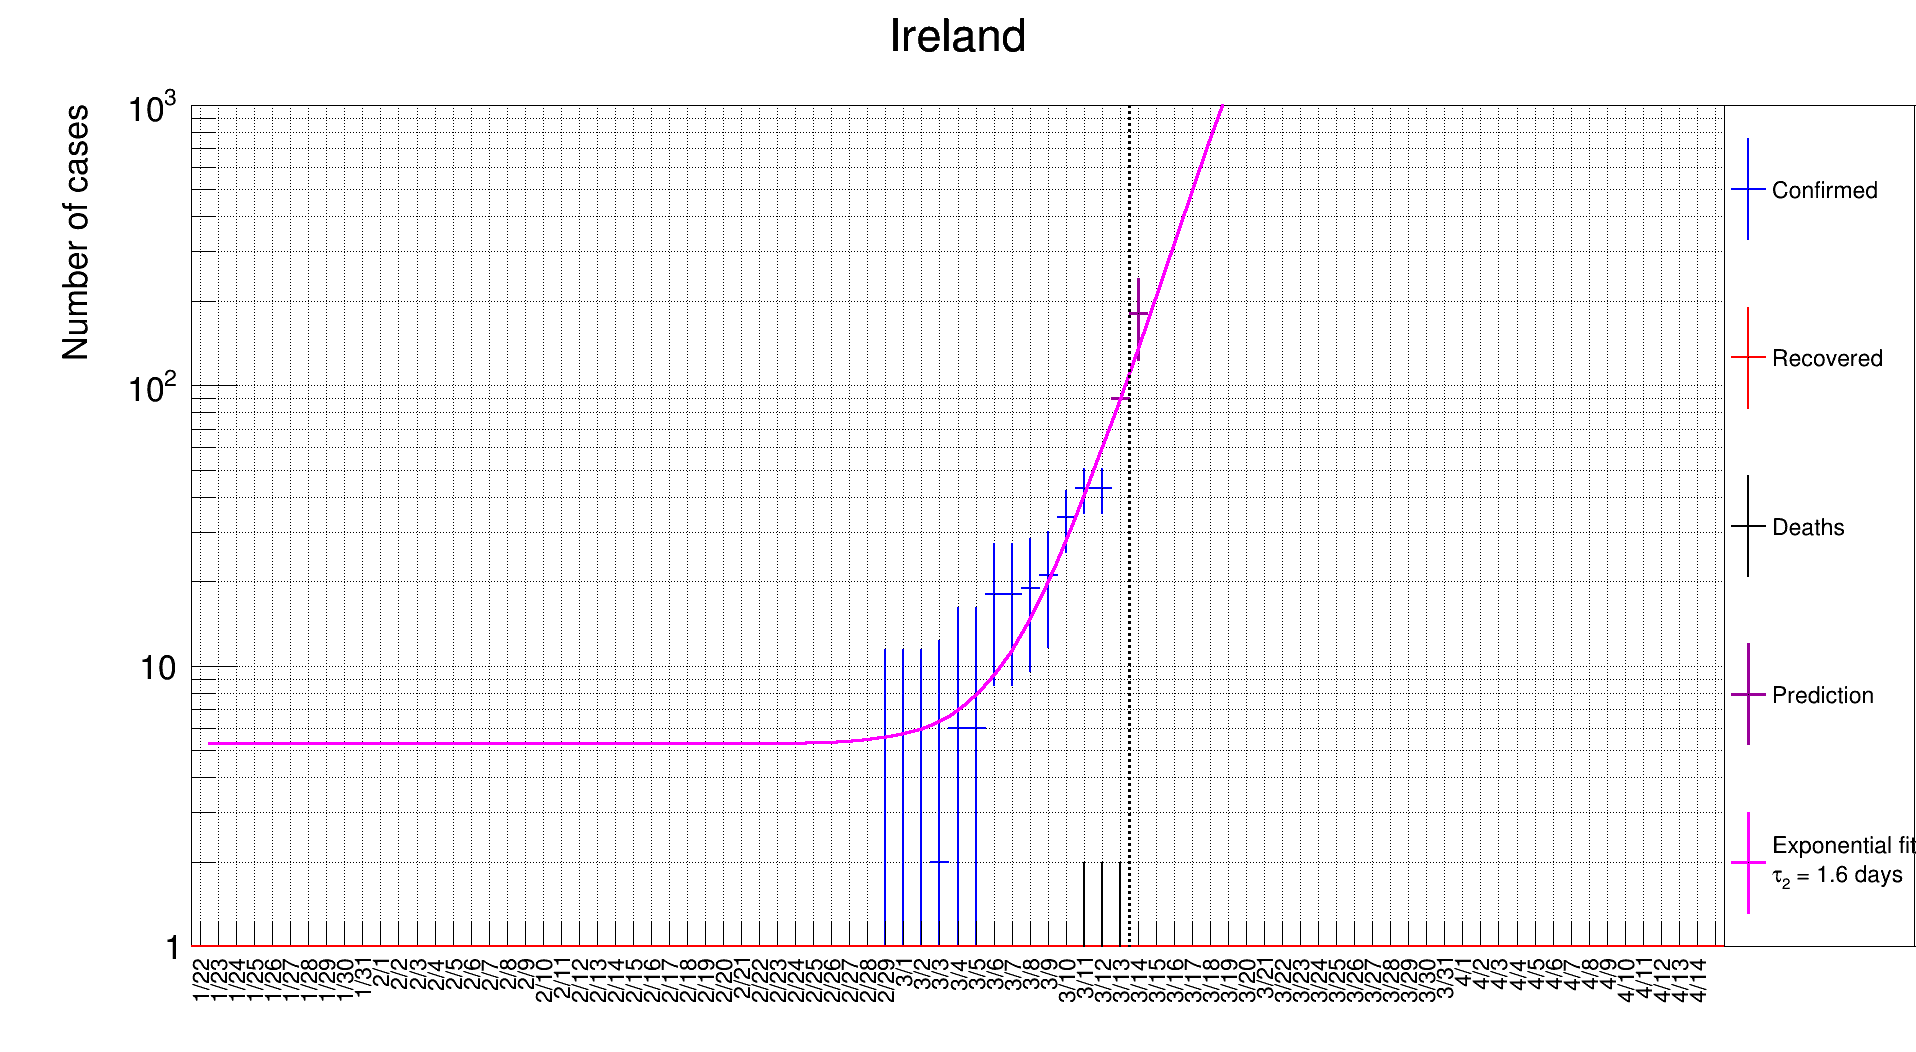 Ireland
Number of cases
10³
10²
10
1
1/22 1/23 1/24 1/25 1/26 1/27 1/28 1/29 1/30 1/31 2/1 2/2 2/3 2/4 2/5 2/6 2/7 2/8 2/9 2/10 2/11 2/12 2/13 2/14 2/15 2/16 2/17 2/18 2/19 2/20 2/21 2/22 2/23 2/24 2/25 2/26 2/27 2/28 2/29 3/1 3/2 3/3 3/4 3/5 3/6 3/7 3/8 3/9 3/10 3/11 3/12 3/13 3/14 3/15 3/16 3/17 3/18 3/19 3/20 3/21 3/22 3/23 3/24 3/25 3/26 3/27 3/28 3/29 3/30 3/31 4/1 4/2 4/3 4/4 4/5 4/6 4/7 4/8 4/9 4/10 4/11 4/12 4/13 4/14
Confirmed
Recovered
Deaths
Prediction
Exponential fit
τ₂ = 1.6 days